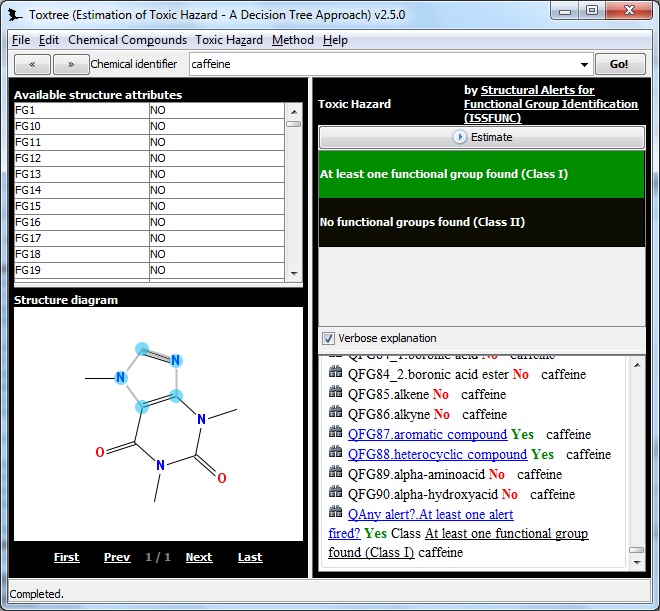 Toxtree (Estimation of Toxic Hazard - A Decision Tree Approach) v2.5.0
File Edit Chemical Compounds Toxic Hazard Method Help
« » Chemical identifier caffeine Go!
Available structure attributes
FG1 NO
FG10 NO
FG11 NO
FG12 NO
FG13 NO
FG14 NO
FG15 NO
FG16 NO
FG17 NO
FG18 NO
FG19 NO
Structure diagram
N
N
N
O
N
O
First Prev 1 / 1 Next Last
Toxic Hazard
by Structural Alerts for
Functional Group Identification
(ISSFUNC)
Estimate
At least one functional group found (Class I)
No functional groups found (Class II)
Verbose explanation
QFG84_1.boronic acid No caffeine
QFG84_2.boronic acid ester No caffeine
QFG85.alkene No caffeine
QFG86.alkyne No caffeine
QFG87.aromatic compound Yes caffeine
QFG88.heterocyclic compound Yes caffeine
QFG89.alpha-aminoacid No caffeine
QFG90.alpha-hydroxyacid No caffeine
QAny alert?.At least one alert
fired? Yes Class At least one functional group
found (Class I) caffeine
Completed.